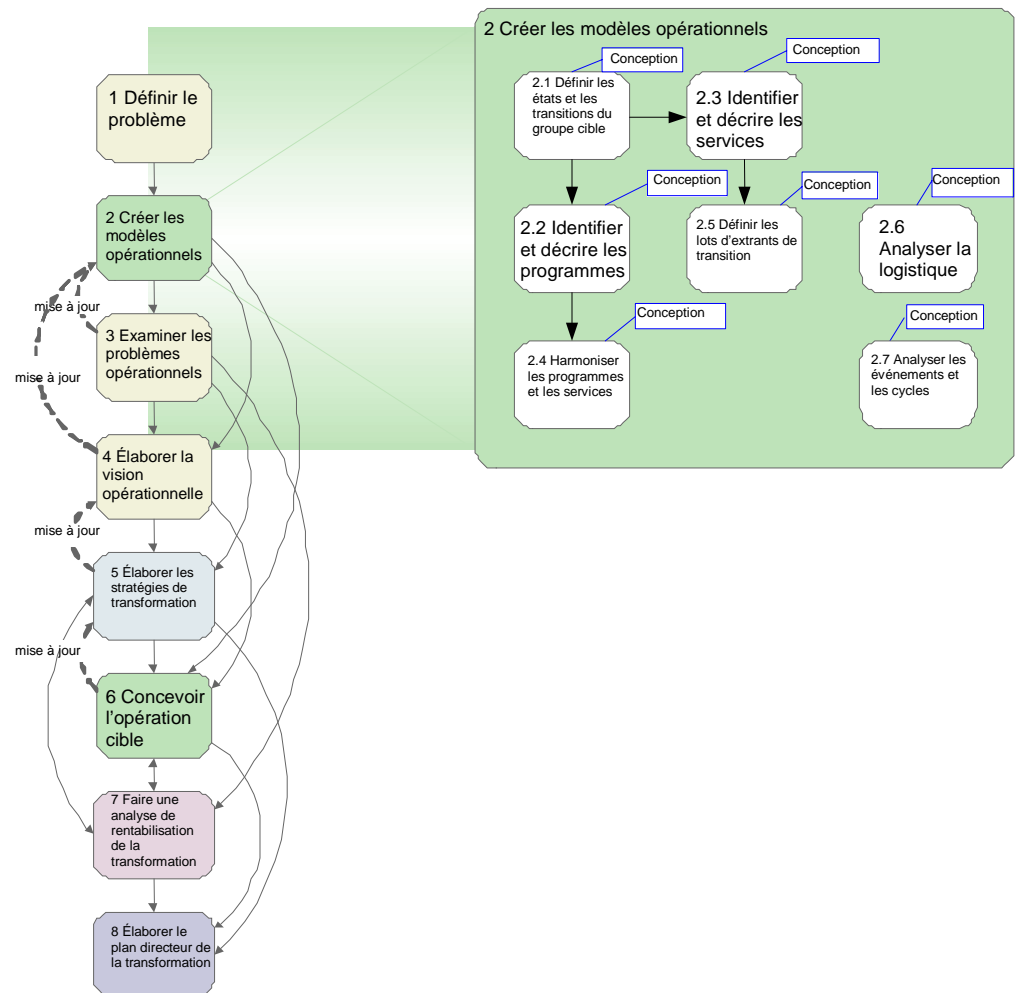 1 Définir le
problème
2 Créer les
modèles
opérationnels
mise à jour
3 Examiner les
problèmes
opérationnels
mise à jour
4 Élaborer la
vision
opérationnelle
mise à jour
5 Élaborer les
stratégies de
transformation
mise à jour
6 Concevoir
l'opération
cible
7 Faire une
analyse de
rentabilisation
de la
transformation
8 Élaborer le
plan directeur de
la transformation
2 Créer les modèles opérationnels
Conception
2.1 Définir les
états et les
transitions du
groupe cible
Conception
2.3 Identifier
et décrire les
services
Conception
2.2 Identifier
et décrire les
programmes
Conception
2.5 Définir les
lots d'extrants de
transition
Conception
2.6
Analyser la
logistique
Conception
2.4 Harmoniser
les programmes
et les services
Conception
2.7 Analyser les
événements et
les cycles